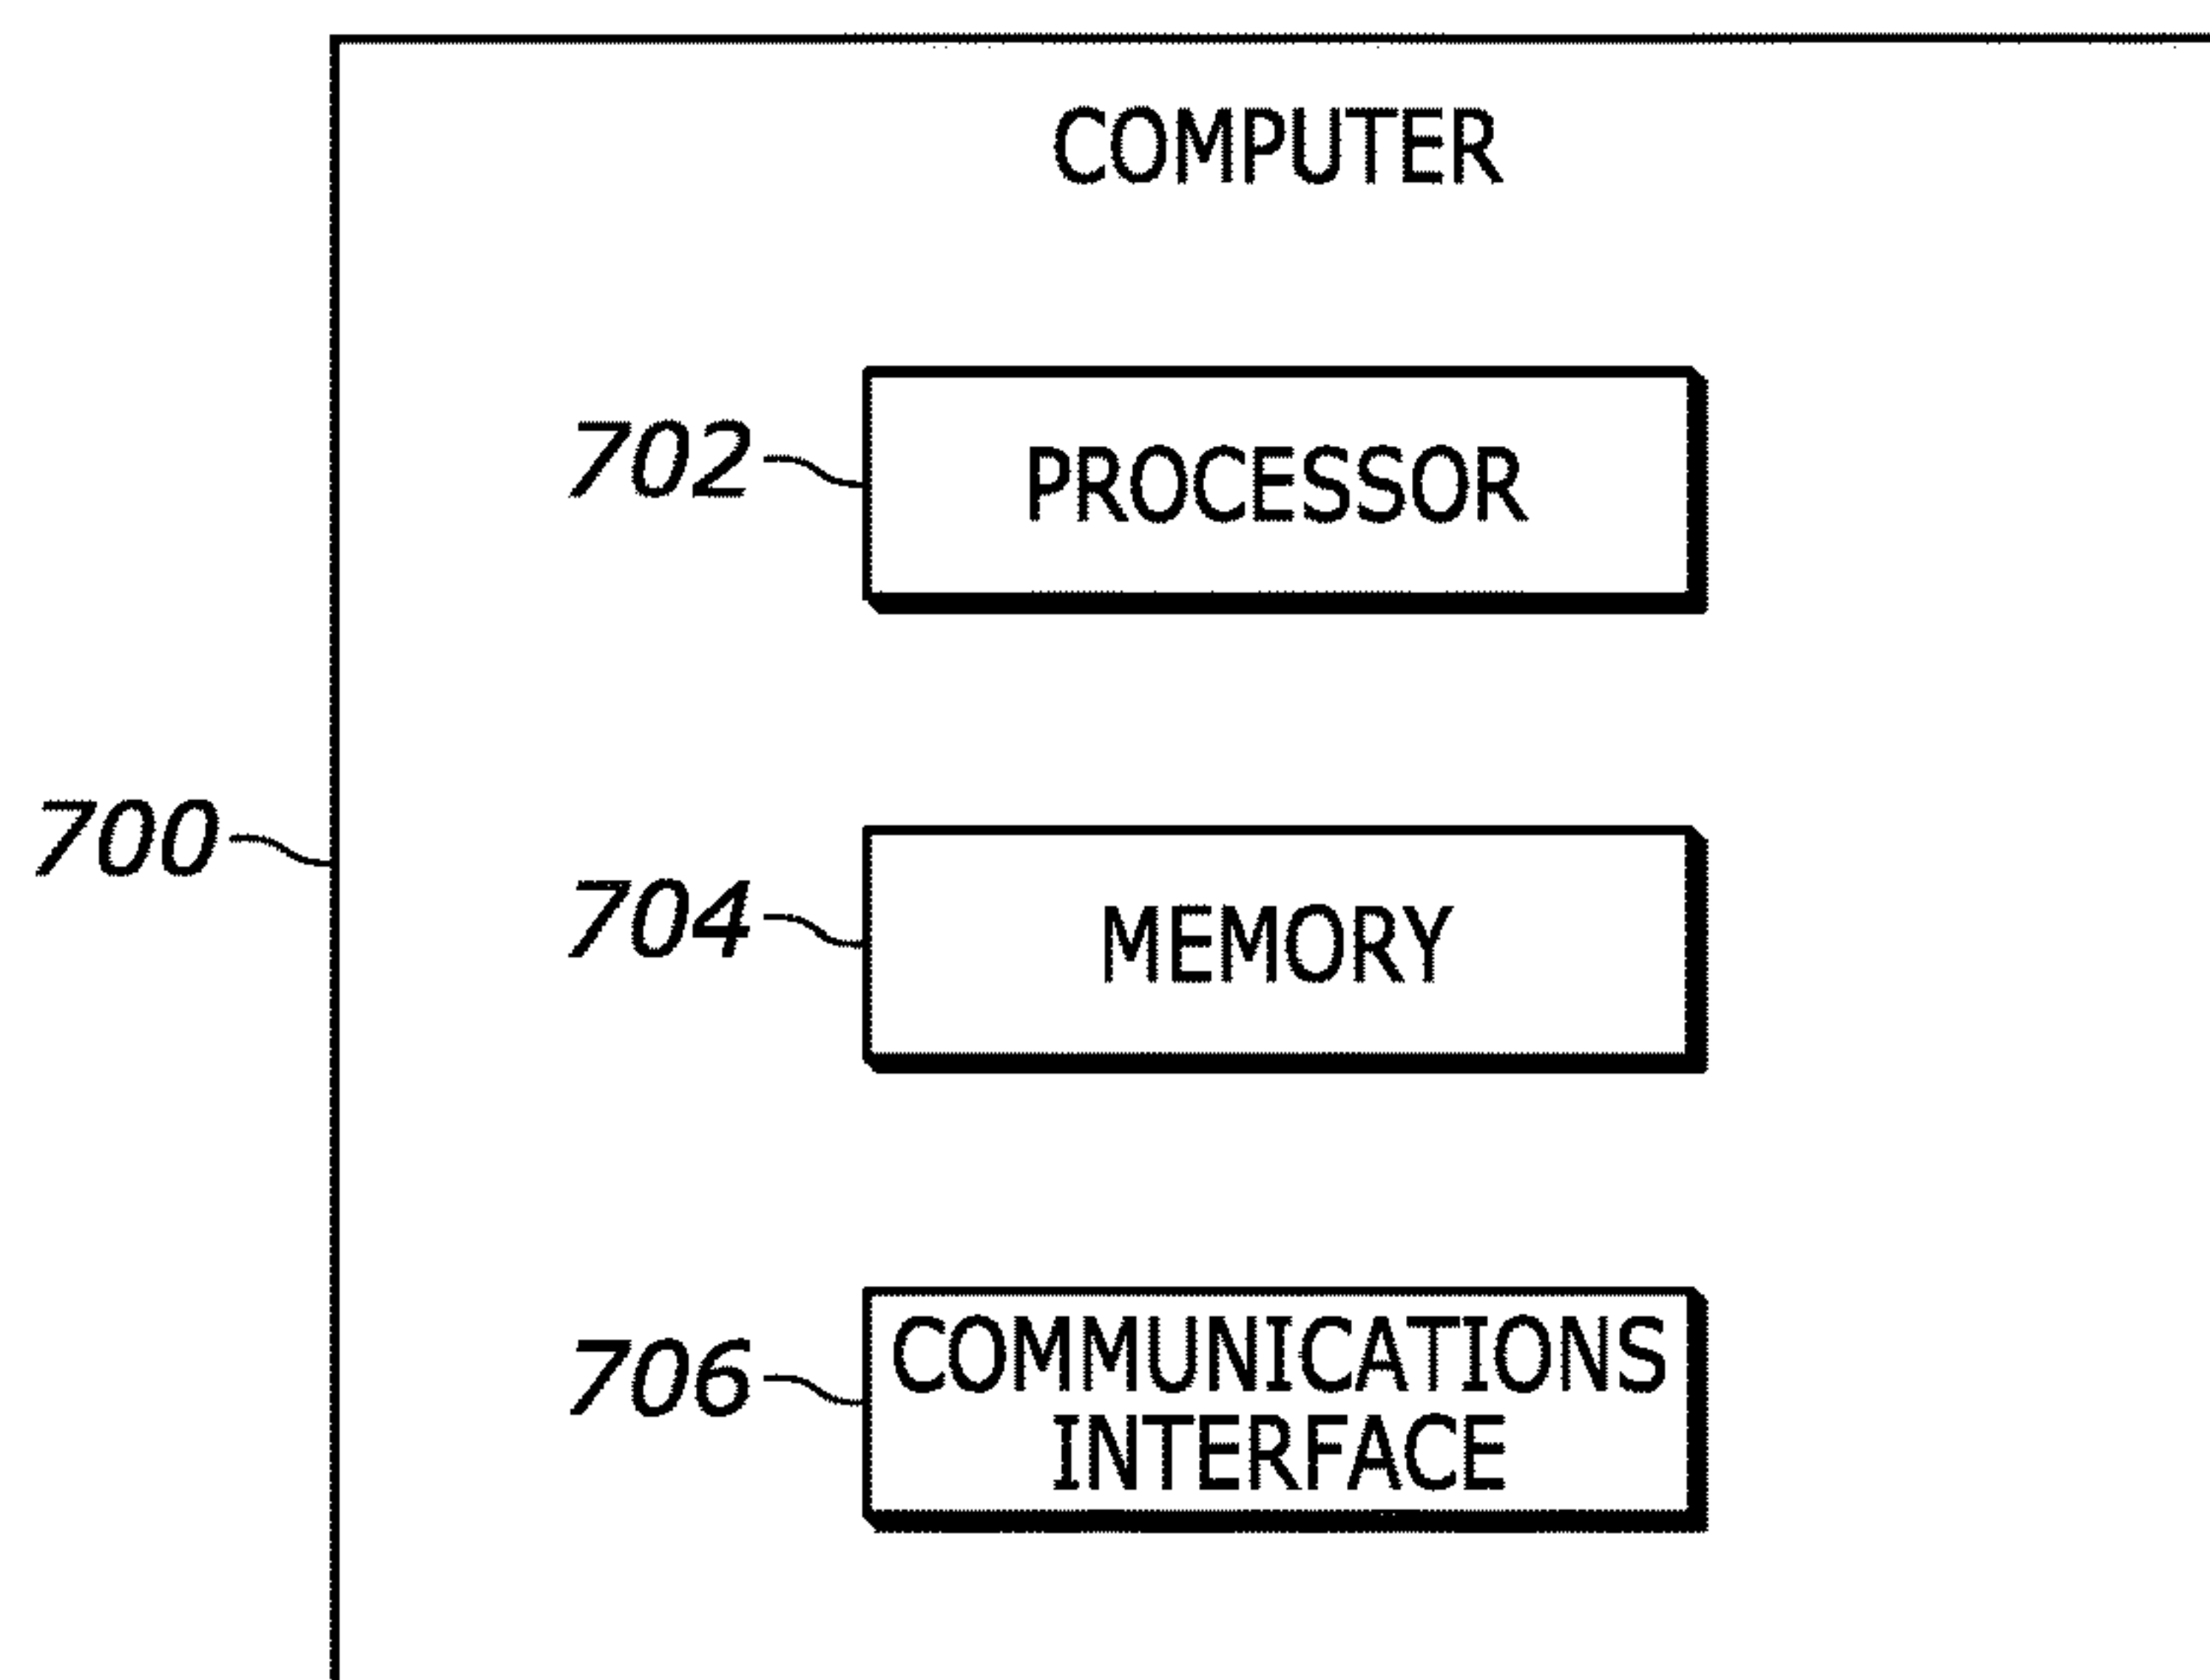 COMPUTER
702
PROCESSOR
700
704
MEMORY
706
COMMUNICATIONS
INTERFACE